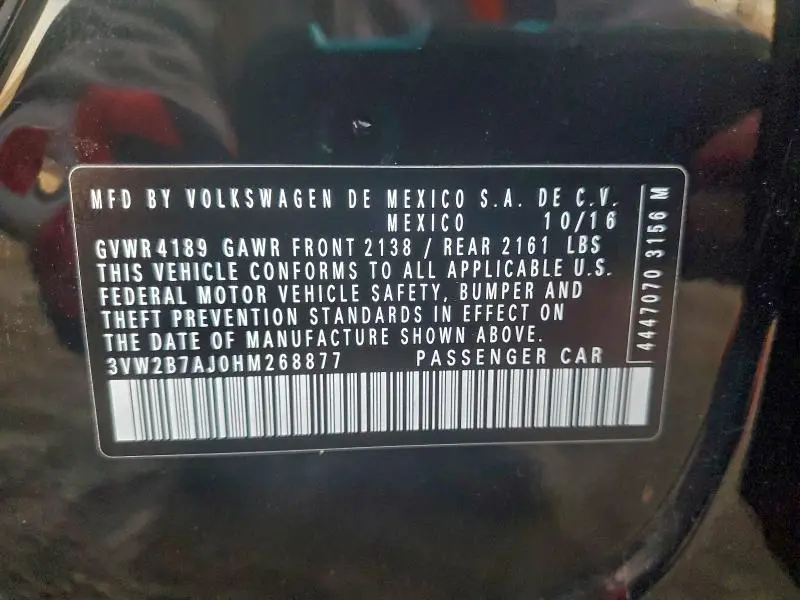 MFD BY VOLKSWAGEN DE MEXICO S.A. DE C.V.
MEXICO 10/16
GVWR 4189 GAWR FRONT 2138 / REAR 2161 LBS
THIS VEHICLE CONFORMS TO ALL APPLICABLE U.S.
FEDERAL MOTOR VEHICLE SAFETY, BUMPER AND
THEFT PREVENTION STANDARDS IN EFFECT ON
THE DATE OF MANUFACTURE SHOWN ABOVE.
3VW2B7AJ0HM268877 PASSENGER CAR
4447070 3156 M